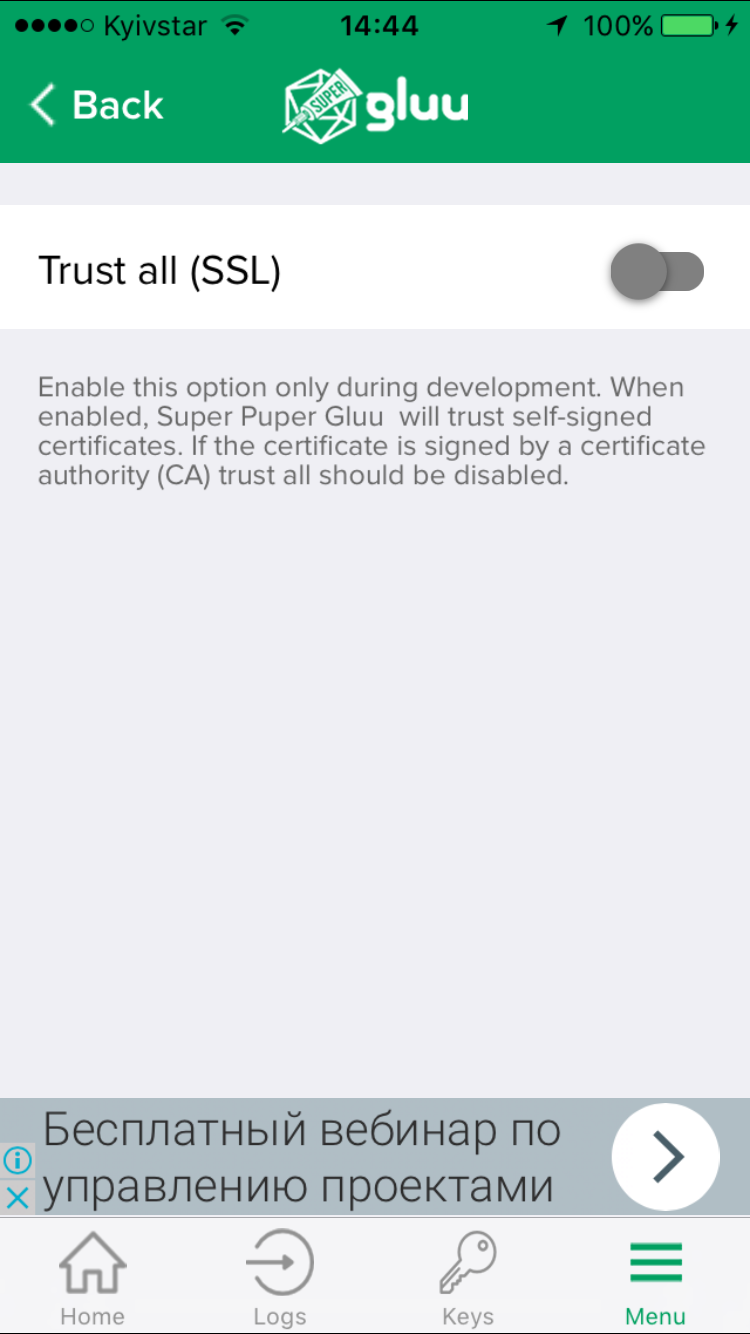 Kyivstar 14:44 100%
Back SUPER gluu
Trust all (SSL)
Enable this option only during development. When
enabled, Super Puper Gluu  will trust self-signed
certificates. If the certificate is signed by a certificate
authority (CA) trust all should be disabled.
Бесплатный вебинар по
управлению проектами
Home Logs Keys Menu